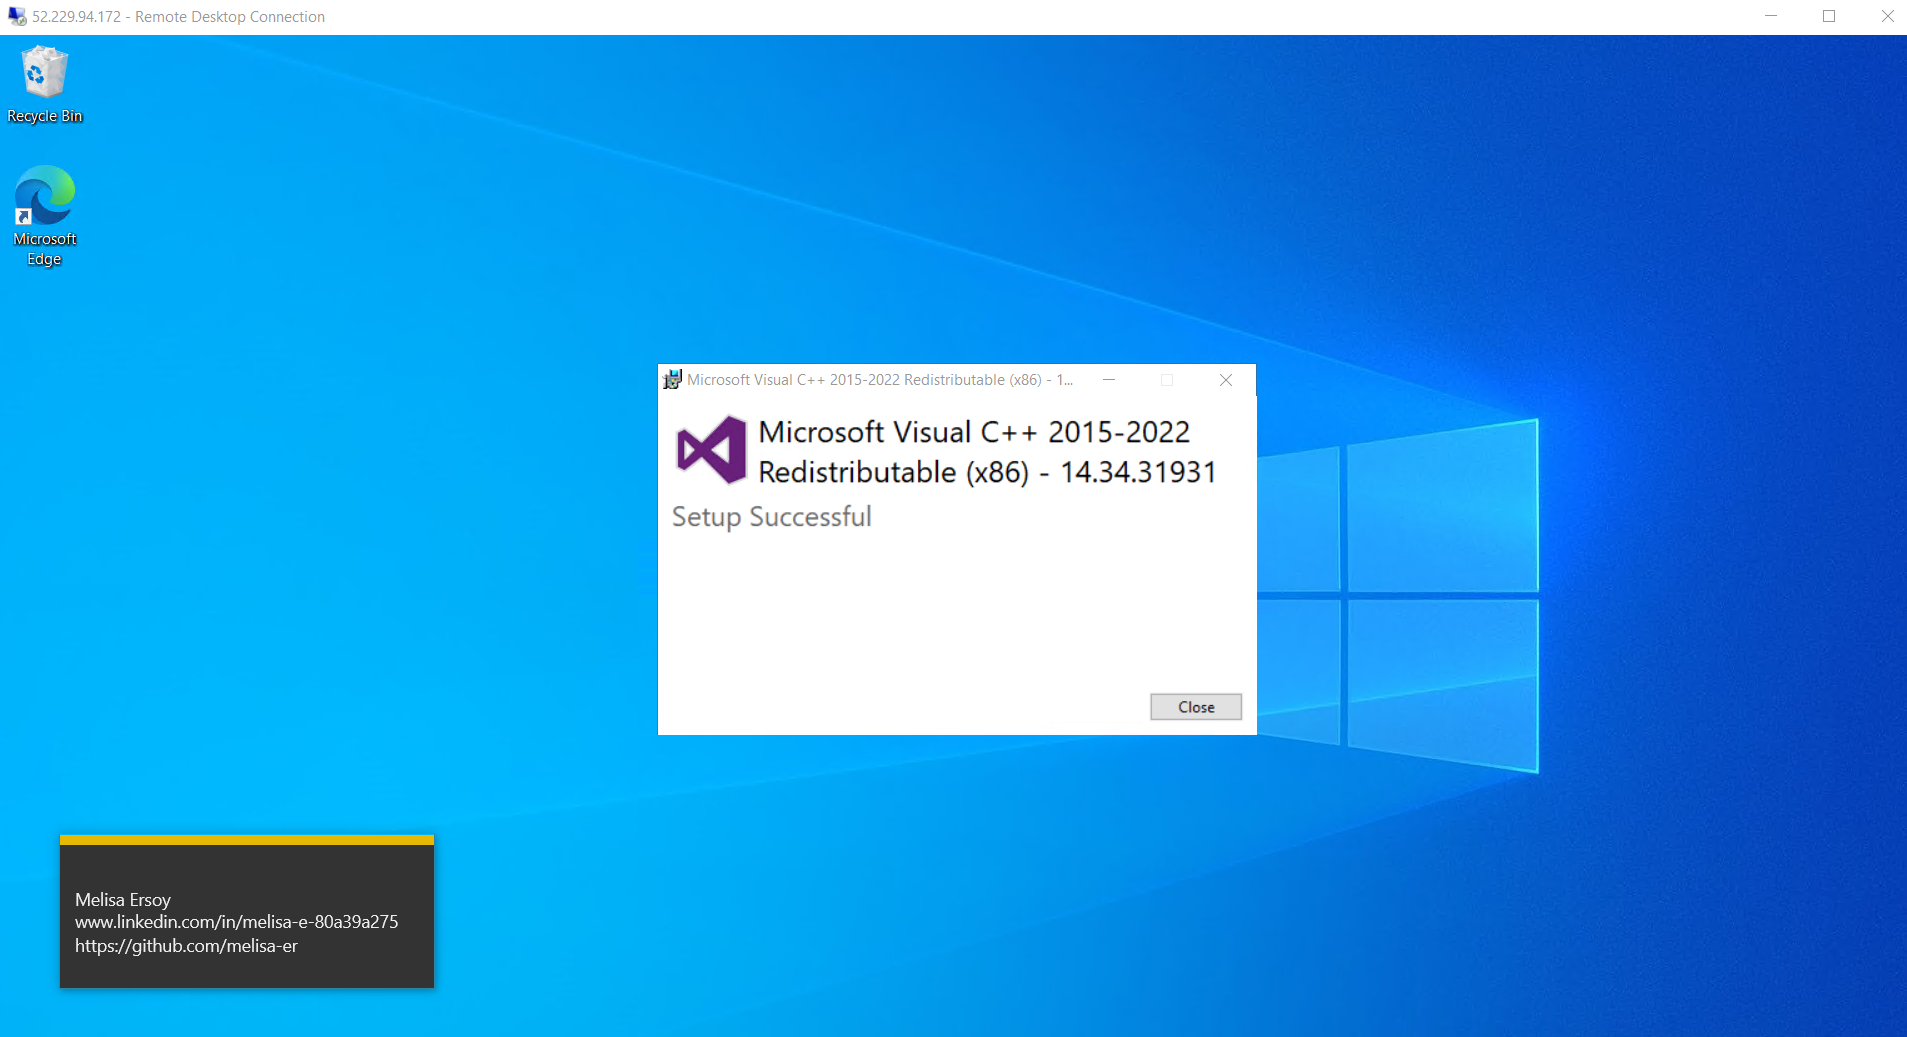 52.229.94.172 - Remote Desktop Connection
Recycle Bin
Microsoft
Edge
Microsoft Visual C++ 2015-2022 Redistributable (x86) - 1...
Microsoft Visual C++ 2015-2022
Redistributable (x86) - 14.34.31931
Setup Successful
Close
Melisa Ersoy
www.linkedin.com/in/melisa-e-80a39a275
https://github.com/melisa-er